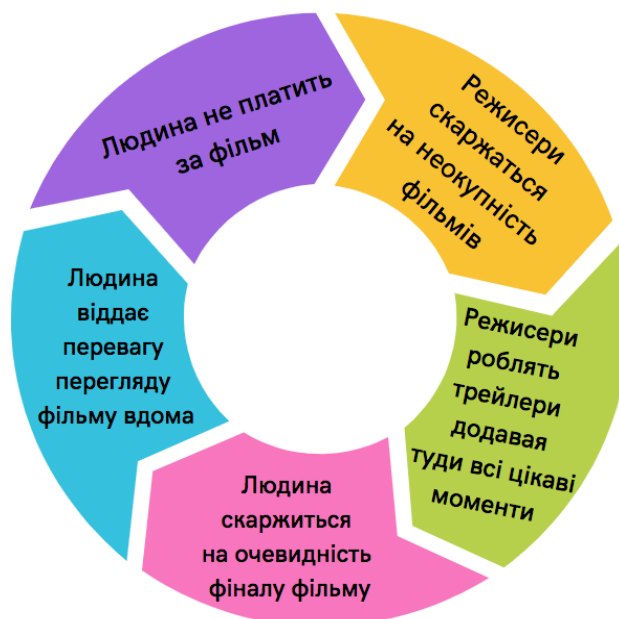 Людина не платить
за фільм
Режисери
скаржаться
на неокупність
фільмів
Режисери
роблять
трейлери
додавая
туди всі цікаві
моменти
Людина
скаржиться
на очевидність
фіналу фільму
Людина
віддає
перевагу
перегляду
фільму вдома